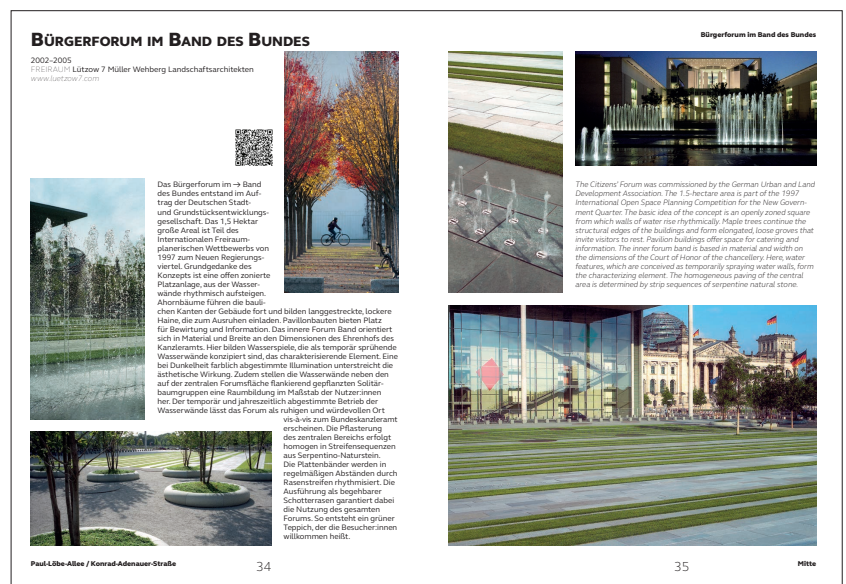 BÜRGERFORUM IM BAND DES BUNDES
2002–2005
FREIRAUM Lützow 7 Müller Wehberg Landschaftsarchitekten
www.luetzow7.com
Das Bürgerforum im → Band
des Bundes entstand im Auf-
trag der Deutschen Stadt-
und Grundstücksentwicklungs-
gesellschaft. Das 1,5 Hektar
große Areal ist Teil des
Internationalen Freiraum-
planerischen Wettbewerbs von
1997 zum Neuen Regierungs-
viertel. Grundgedanke des
Konzepts ist eine offen zonierte
Platzanlage, aus der Wasser-
wände rhythmisch aufsteigen.
Ahornbäume führen die bauli-
chen Kanten der Gebäude fort und bilden langgestreckte, lockere
Haine, die zum Ausruhen einladen. Pavillonbauten bieten Platz
für Bewirtung und Information. Das innere Forum Band orientiert
sich in Material und Breite an den Dimensionen des Ehrenhofs des
Kanzleramts. Hier bilden Wasserspiele, die als temporär sprühende
Wasserwände konzipiert sind, das charakterisierende Element. Eine
bei Dunkelheit farblich abgestimmte Illumination unterstreicht die
ästhetische Wirkung. Zudem stellen die Wasserwände neben den
auf der zentralen Forumsfläche flankierend gepflanzten Solitär-
baumgruppen eine Raumbildung im Maßstab der Nutzer:innen
her. Der temporär und jahreszeitlich abgestimmte Betrieb der
Wasserwände lässt das Forum als ruhigen und würdevollen Ort
vis-à-vis zum Bundeskanzleramt
erscheinen. Die Pflasterung
des zentralen Bereichs erfolgt
homogen in Streifensequenzen
aus Serpentino-Naturstein.
Die Plattenbänder werden in
regelmäßigen Abständen durch
Rasenstreifen rhythmisiert. Die
Ausführung als begehbarer
Schotterrasen garantiert dabei
die Nutzung des gesamten
Forums. So entsteht ein grüner
Teppich, der die Besucher:innen
willkommen heißt.
Paul-Löbe-Allee / Konrad-Adenauer-Straße
34
Bürgerforum im Band des Bundes
The Citizens' Forum was commissioned by the German Urban and Land
Development Association. The 1.5-hectare area is part of the 1997
International Open Space Planning Competition for the New Govern-
ment Quarter. The basic idea of the concept is an openly zoned square
from which walls of water rise rhythmically. Maple trees continue the
structural edges of the buildings and form elongated, loose groves that
invite visitors to rest. Pavilion buildings offer space for catering and
information. The inner forum band is based in material and width on
the dimensions of the Court of Honor of the chancellery. Here, water
features, which are conceived as temporarily spraying water walls, form
the characterizing element. The homogeneous paving of the central
area is determined by strip sequences of serpentine natural stone.
35
Mitte